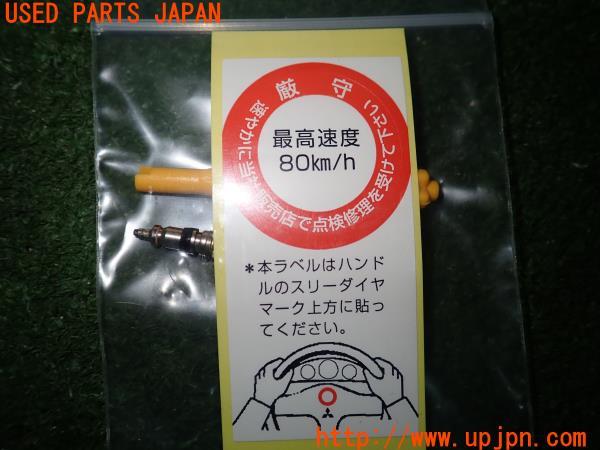 USED PARTS JAPAN
厳守
最高速度
80km/h
速やかに当社販売店で点検修理を受けて下さい
*本ラベルはハンド
ルのスリーダイヤ
マーク上方に貼っ
てください。
http://www.upjpn.com